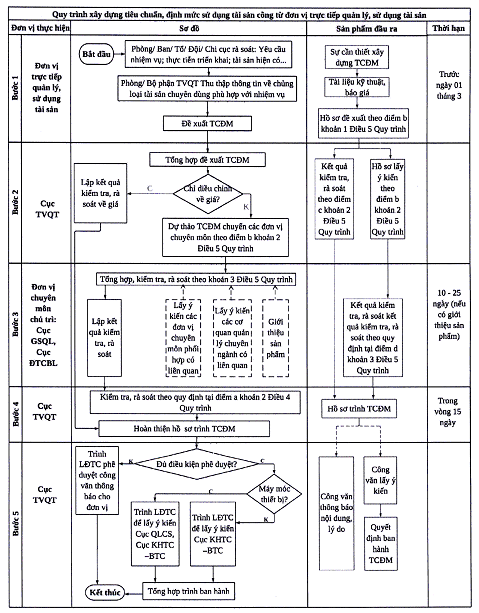 Quy trình xây dựng tiêu chuẩn, định mức sử dụng tài sản công từ đơn vị trực tiếp quản lý, sử dụng tài sản
Đơn vị thực hiện
Sơ đồ
Sản phẩm đầu ra
Thời hạn
Bước 1
Đơn vị
trực tiếp
quản lý,
sử dụng
tài sản
Bắt đầu
Phòng/ Ban/ Tổ/ Đội/ Chi cục rà soát: Yêu cầu
nhiệm vụ; thực tiễn triển khai; tài sản hiện có...
Phòng/ Bộ phận TVQT Thu thập thông tin về chủng
loại tài sản chuyên dùng phù hợp với nhiệm vụ
Đề xuất TCĐM
Sự cần thiết xây
dựng TCĐM
Tài liệu kỹ thuật,
báo giá
Hồ sơ đề xuất theo điểm b
khoản 1 Điều 5 Quy trình
Trước
ngày 01
tháng 3
Bước 2
Cục
TVQT
Tổng hợp đề xuất TCĐM
Lập kết quả
kiểm tra, rà
soát về giá
C
Chỉ điều chỉnh
về giá?
K
Dự thảo TCĐM chuyển các đơn vị
chuyên môn theo điểm b khoản 2
Điều 5 Quy trình
Kết quả
kiểm tra,
rà soát
theo điểm
c khoản 2
Điều 5
Quy trình
Hồ sơ lấy
ý kiến
theo điểm
b khoản 2
Điều 5
Quy trình
Bước 3
Đơn vị
chuyên
môn
chủ trì:
Cục
GSQL,
Cục
ĐTCBL
Tổng hợp, kiểm tra, rà soát theo khoản 3 Điều 5 Quy trình
Lập kết
quả kiểm
tra, rà
soát
Lấy ý
kiến các
đơn vị
chuyên
môn phối
hợp có
liên quan
Lấy ý
kiến các
cơ quan
quản lý
chuyên
ngành có
liên quan
Giới
thiệu
sản
phẩm
Kết quả kiểm
tra, rà soát kết
quả kiểm tra, rà
soát theo quy
định tại điểm d
khoản 3 Điều 5
Quy trình
10 - 25
ngày (nếu
có giới
thiệu sản
phẩm)
Bước 4
Cục
TVQT
Kiểm tra, rà soát theo quy định tại điểm a khoản 2 Điều 4
Quy trình
Hoàn thiện hồ sơ trình TCĐM
Hồ sơ trình TCĐM
Trong
vòng 15
ngày
Bước 5
Cục
TVQT
Trình
LĐTC phê
duyệt công
văn thông
báo cho
đơn vị
K
Đủ điều kiện phê duyệt?
C
C
Máy móc
thiết bị?
K
Trình LĐTC
để lấy ý kiến
Cục QLCS,
Cục KHTC
–BTC
Trình LĐTC
để lấy ý kiến
Cục KHTC
–BTC
Kết thúc
Tổng hợp trình ban hành
Công văn
thông báo
nội dung,
lý do
Công
văn lấy ý
kiến
Quyết
định ban
hành
TCĐM